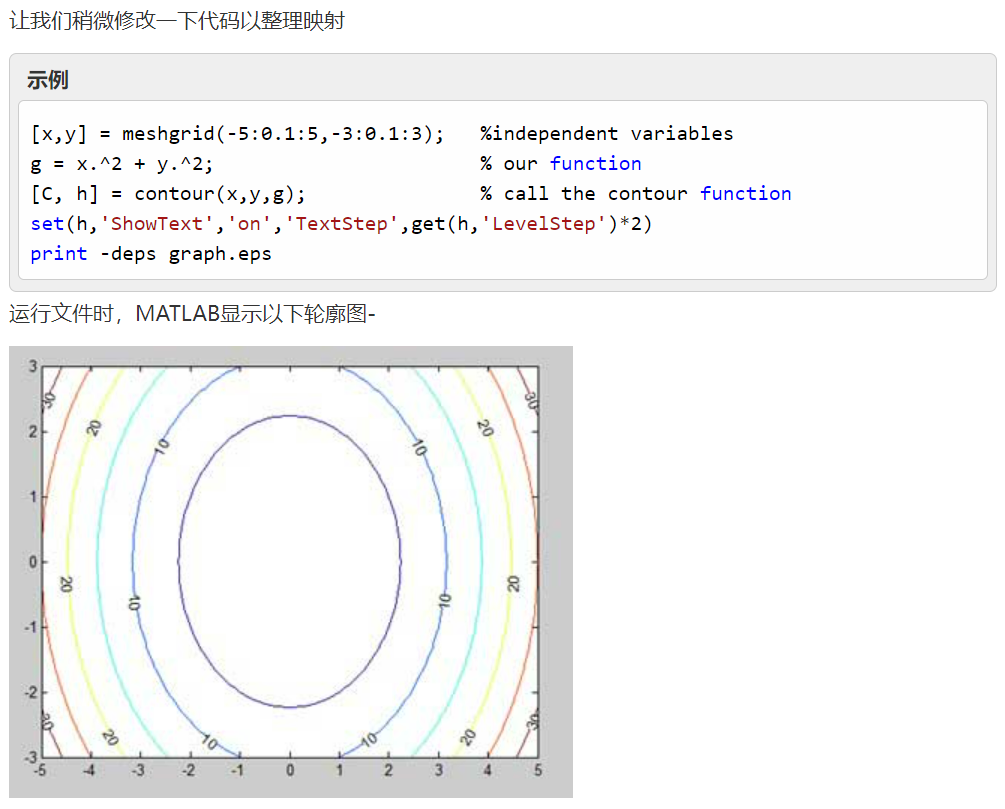 让我们稍微修改一下代码以整理映射
示例
[x,y] = meshgrid(-5:0.1:5,-3:0.1:3);   %independent variables
g = x.^2 + y.^2;                      % our function
[C, h] = contour(x,y,g);              % call the contour function
set(h,'ShowText','on','TextStep',get(h,'LevelStep')*2)
print -deps graph.eps
运行文件时，MATLAB显示以下轮廓图-
3
30 30
20 20
2
10 10
1
0
20 20
10 10
-1
-2
30 30
20 10 10 20
-3
-5 -4 -3 -2 -1 0 1 2 3 4 5